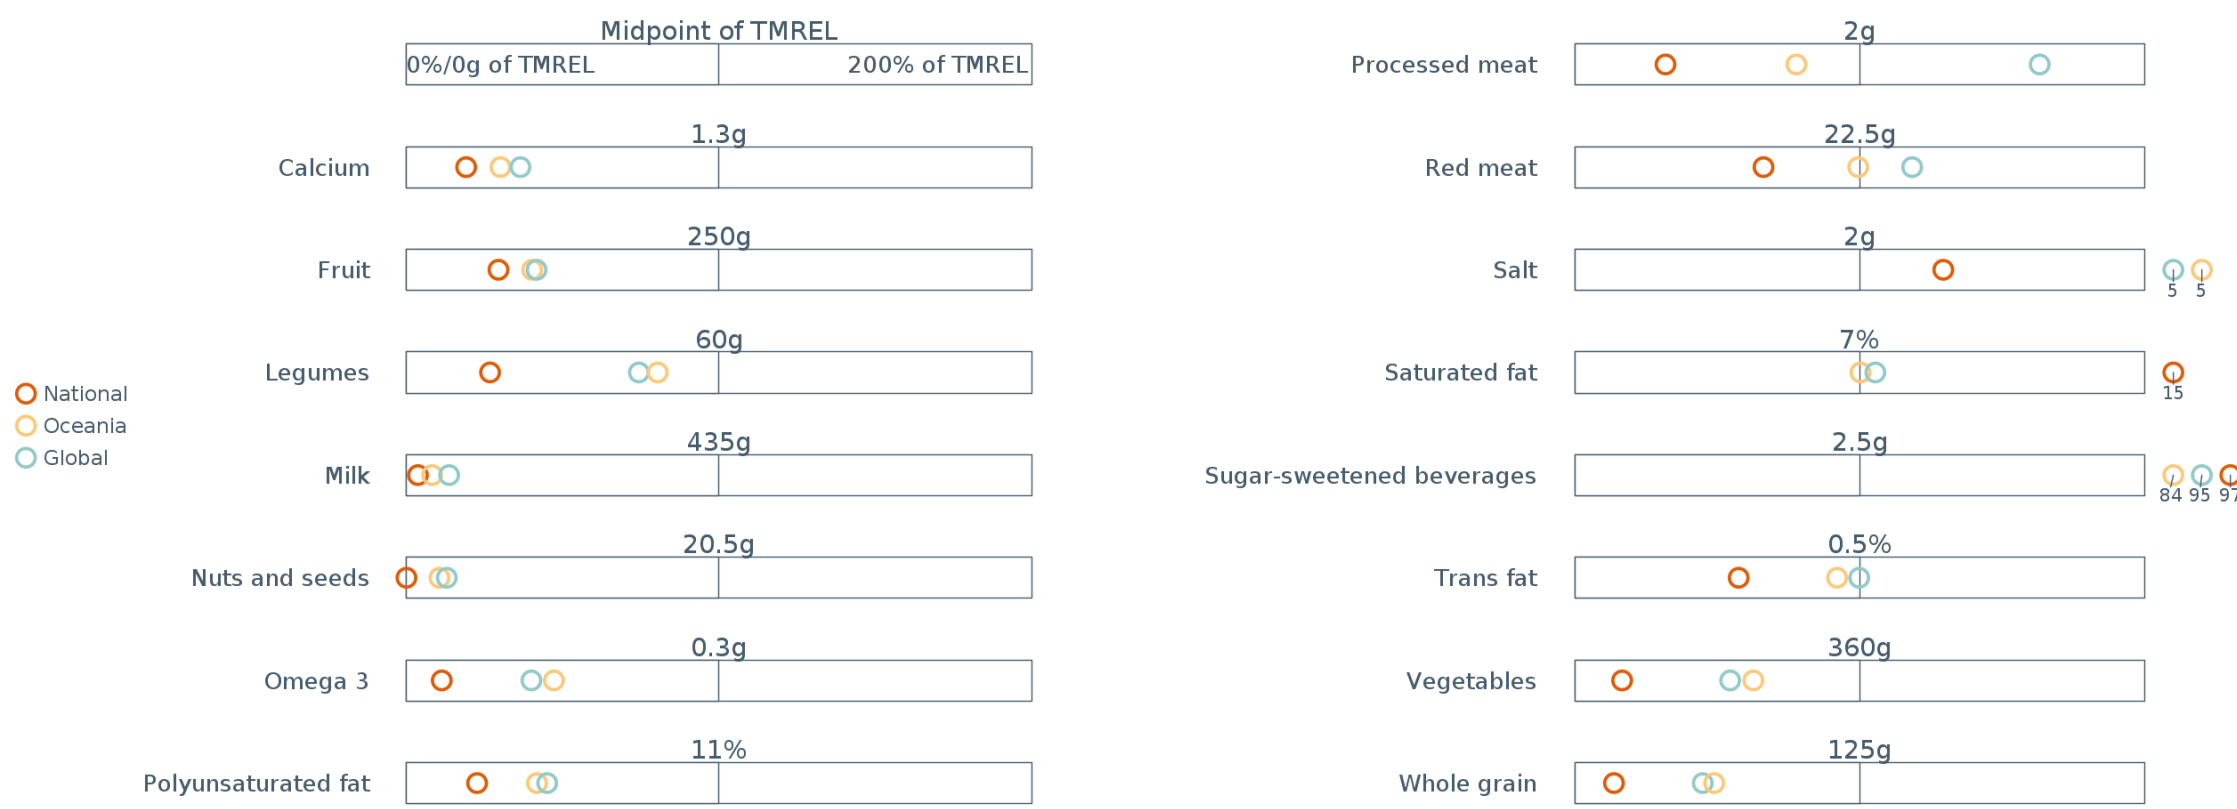 Midpoint of TMREL
0%/0g of TMREL
200% of TMREL
Calcium
1.3g
Fruit
250g
Legumes
60g
Milk
435g
Nuts and seeds
20.5g
Omega 3
0.3g
Polyunsaturated fat
11%
National
Oceania
Global
Processed meat
2g
Red meat
22.5g
Salt
2g
5 5
Saturated fat
7%
15
Sugar-sweetened beverages
2.5g
84 95 97
Trans fat
0.5%
Vegetables
360g
Whole grain
125g